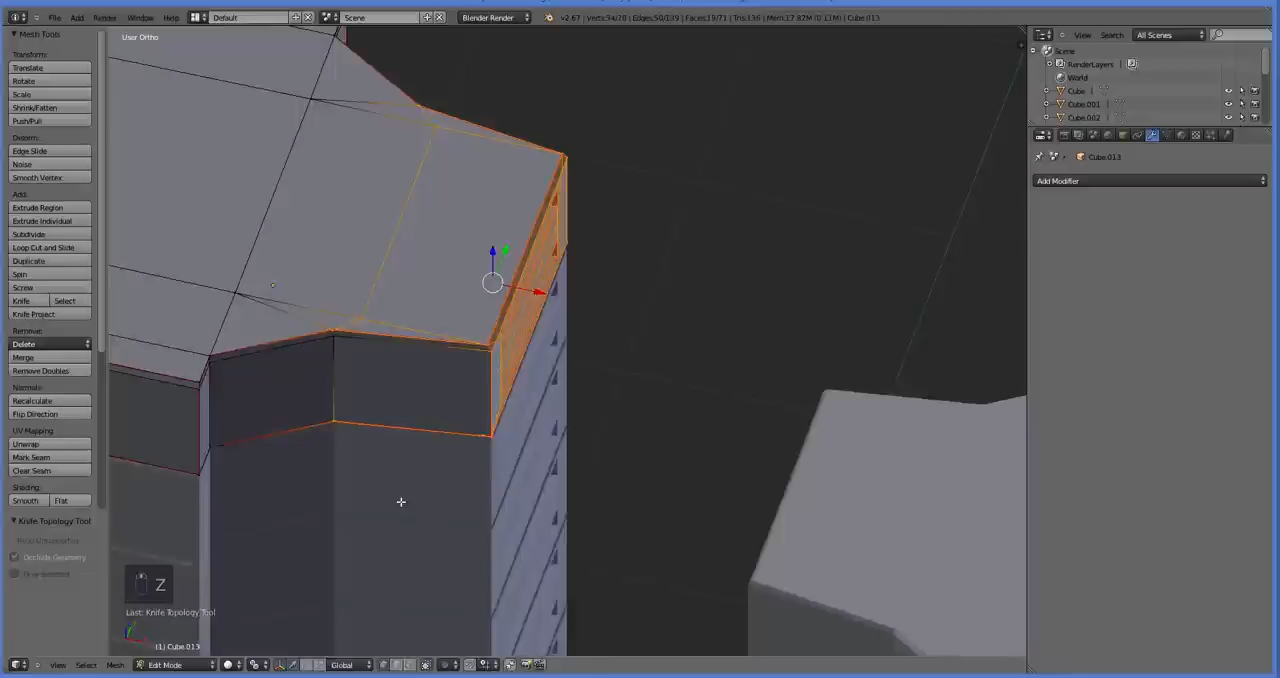 File Add Render Window Help Default Scene Blender Render v2.67 | Verts:54/70 | Edges:50/139 | Faces:19/71 | Tris:136 | Mem:17.82M (0.11M) | Cube.013
Mesh Tools
Transform:
Translate
Rotate
Scale
Shrink/Fatten
Push/Pull
Deform:
Edge Slide
Noise
Smooth Vertex
Add:
Extrude Region
Extrude Individual
Subdivide
Loop Cut and Slide
Duplicate
Spin
Screw
Knife Select
Knife Project
Remove:
Delete
Merge
Remove Doubles
Normals:
Recalculate
Flip Direction
UV Mapping:
Unwrap
Mark Seam
Clear Seam
Shading:
Smooth Flat
Knife Topology Tool
Occlude Geometry
User Ortho
Z
Last: Knife Topology Tool
(1) Cube.013
View Select Mesh Edit Mode Global
View Search All Scenes
Scene
RenderLayers
World
Cube
Cube.001
Cube.002
Cube.013
Add Modifier